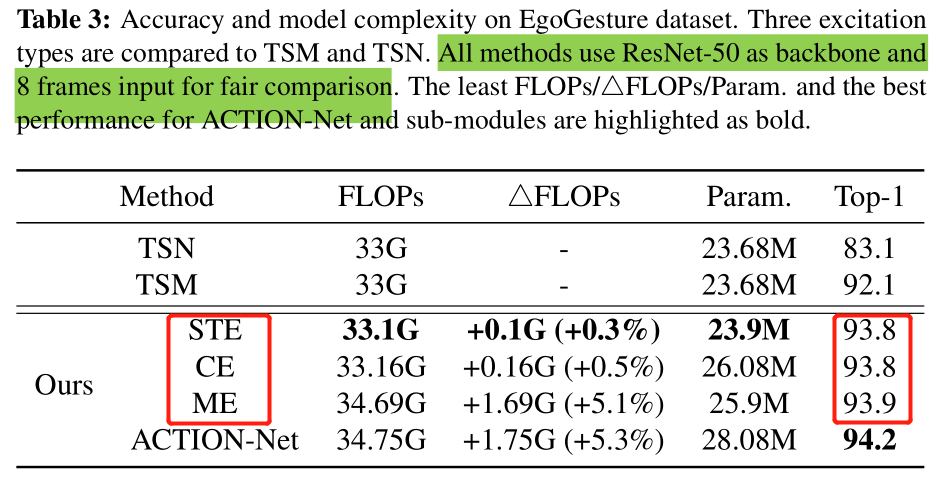 Table 3: Accuracy and model complexity on EgoGesture dataset. Three excitation
types are compared to TSM and TSN. All methods use ResNet-50 as backbone and
8 frames input for fair comparison. The least FLOPs/△FLOPs/Param. and the best
performance for ACTION-Net and sub-modules are highlighted as bold.
Method FLOPs △FLOPs Param. Top-1
TSN 33G - 23.68M 83.1
TSM 33G - 23.68M 92.1
STE 33.1G +0.1G (+0.3%) 23.9M 93.8
CE 33.16G +0.16G (+0.5%) 26.08M 93.8
Ours
ME 34.69G +1.69G (+5.1%) 25.9M 93.9
ACTION-Net 34.75G +1.75G (+5.3%) 28.08M 94.2